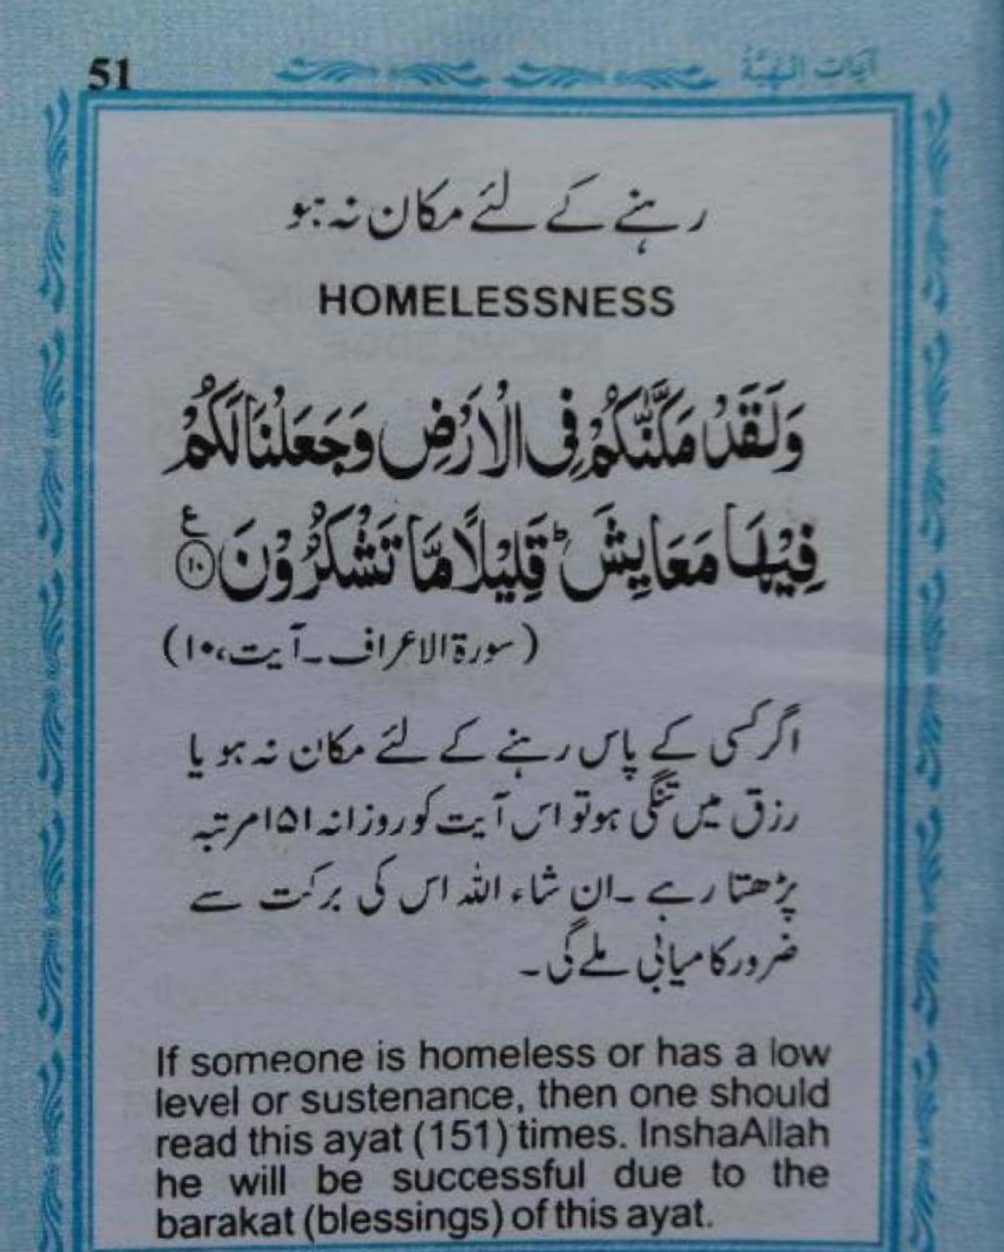 51
آیات الہیّہ
رہنے کے لئے مکان نہ ہو
HOMELESSNESS
وَلَقَدْ مَكَّنّٰكُمْ فِی الْاَرْضِ وَجَعَلْنَا لَكُمْ
فِیْهَا مَعَایِشَ ؕ قَلِیْلًا مَّا تَشْكُرُوْنَ ۧ ۝۱۰
(سورۃ الاعراف ۔ آیت، ۱۰)
اگر کسی کے پاس رہنے کے لئے مکان نہ ہو یا
رزق میں تنگی ہو تو اس آیت کو روزانہ ۱۵۱ مرتبہ
پڑھتا رہے ۔ ان شاء اللہ اس کی برکت سے
ضرور کامیابی ملے گی ۔
If someone is homeless or has a low
level or sustenance, then one should
read this ayat (151) times. InshaAllah
he will be successful due to the
barakat (blessings) of this ayat.